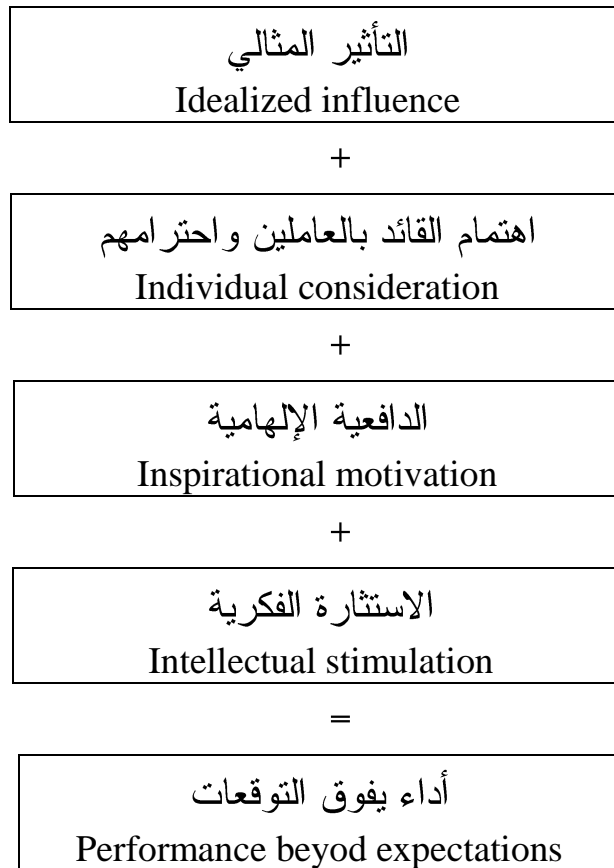 التأثير المثالي
Idealized influence
+
اهتمام القائد بالعاملين واحترامهم
Individual consideration
+
الدافعية الإلهامية
Inspirational motivation
+
الاستثارة الفكرية
Intellectual stimulation
=
أداء يفوق التوقعات
Performance beyod expectations